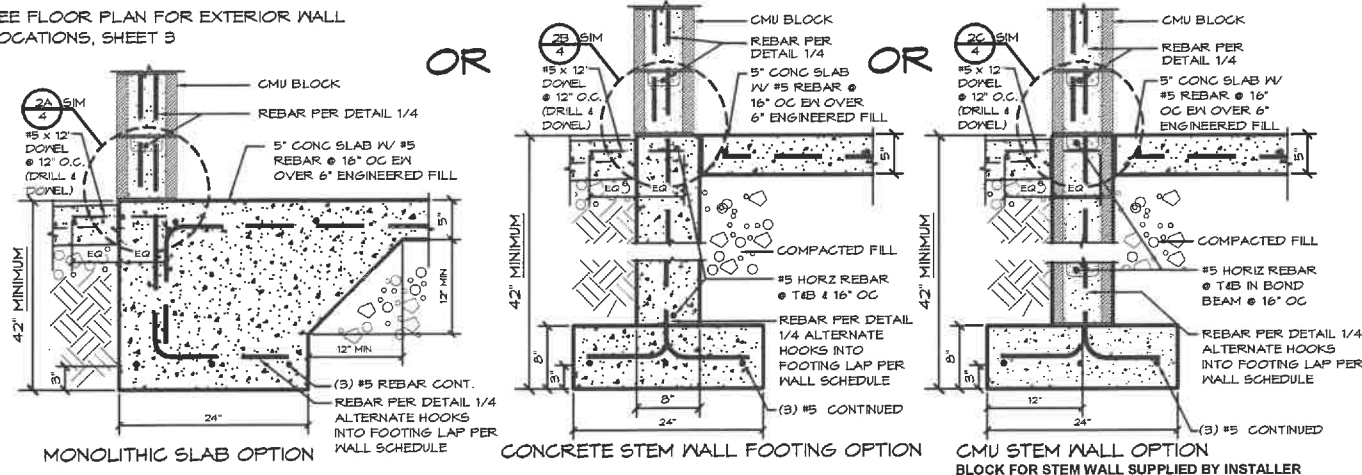 EE FLOOR PLAN FOR EXTERIOR WALL
OCATIONS, SHEET 3
2A
4
SIM
#5 x 12"
DOWEL
@ 12" O.C.
(DRILL &
DOWEL)
CMU BLOCK
REBAR PER DETAIL 1/4
5" CONC SLAB W/ #5
REBAR @ 16" OC EW
OVER 6" ENGINEERED FILL
EQ
EQ
42" MINIMUM
3"
24"
5"
12" MIN
12" MIN
(3) #5 REBAR CONT.
REBAR PER DETAIL 1/4
ALTERNATE HOOKS
INTO FOOTING LAP PER
WALL SCHEDULE
MONOLITHIC SLAB OPTION
OR
2B
4
SIM
#5 x 12"
DOWEL
@ 12" O.C.
(DRILL &
DOWEL)
CMU BLOCK
REBAR PER
DETAIL 1/4
5" CONC SLAB
W/ #5 REBAR @
16" OC EW OVER
6" ENGINEERED FILL
5"
EQ
EQ
42" MINIMUM
COMPACTED FILL
#5 HORZ REBAR
@ T&B & 16" OC
REBAR PER DETAIL
1/4 ALTERNATE
HOOKS INTO
FOOTING LAP PER
WALL SCHEDULE
8"
3"
8"
24"
(3) #5 CONTINUED
CONCRETE STEM WALL FOOTING OPTION
OR
2C
4
SIM
#5 x 12
DOWEL
@ 12" O.C.
(DRILL &
DOWEL)
CMU BLOCK
REBAR PER
DETAIL 1/4
5" CONC SLAB W/
#5 REBAR @ 16"
OC EW OVER 6"
ENGINEERED FILL
5"
EQ
EQ
42" MINIMUM
COMPACTED FILL
#5 HORIZ REBAR
@ T&B IN BOND
BEAM @ 16" OC
REBAR PER DETAIL 1/4
ALTERNATE HOOKS
INTO FOOTING LAP PER
WALL SCHEDULE
8"
3"
12"
24"
(3) #5 CONTINUED
CMU STEM WALL OPTION
BLOCK FOR STEM WALL SUPPLIED BY INSTALLER